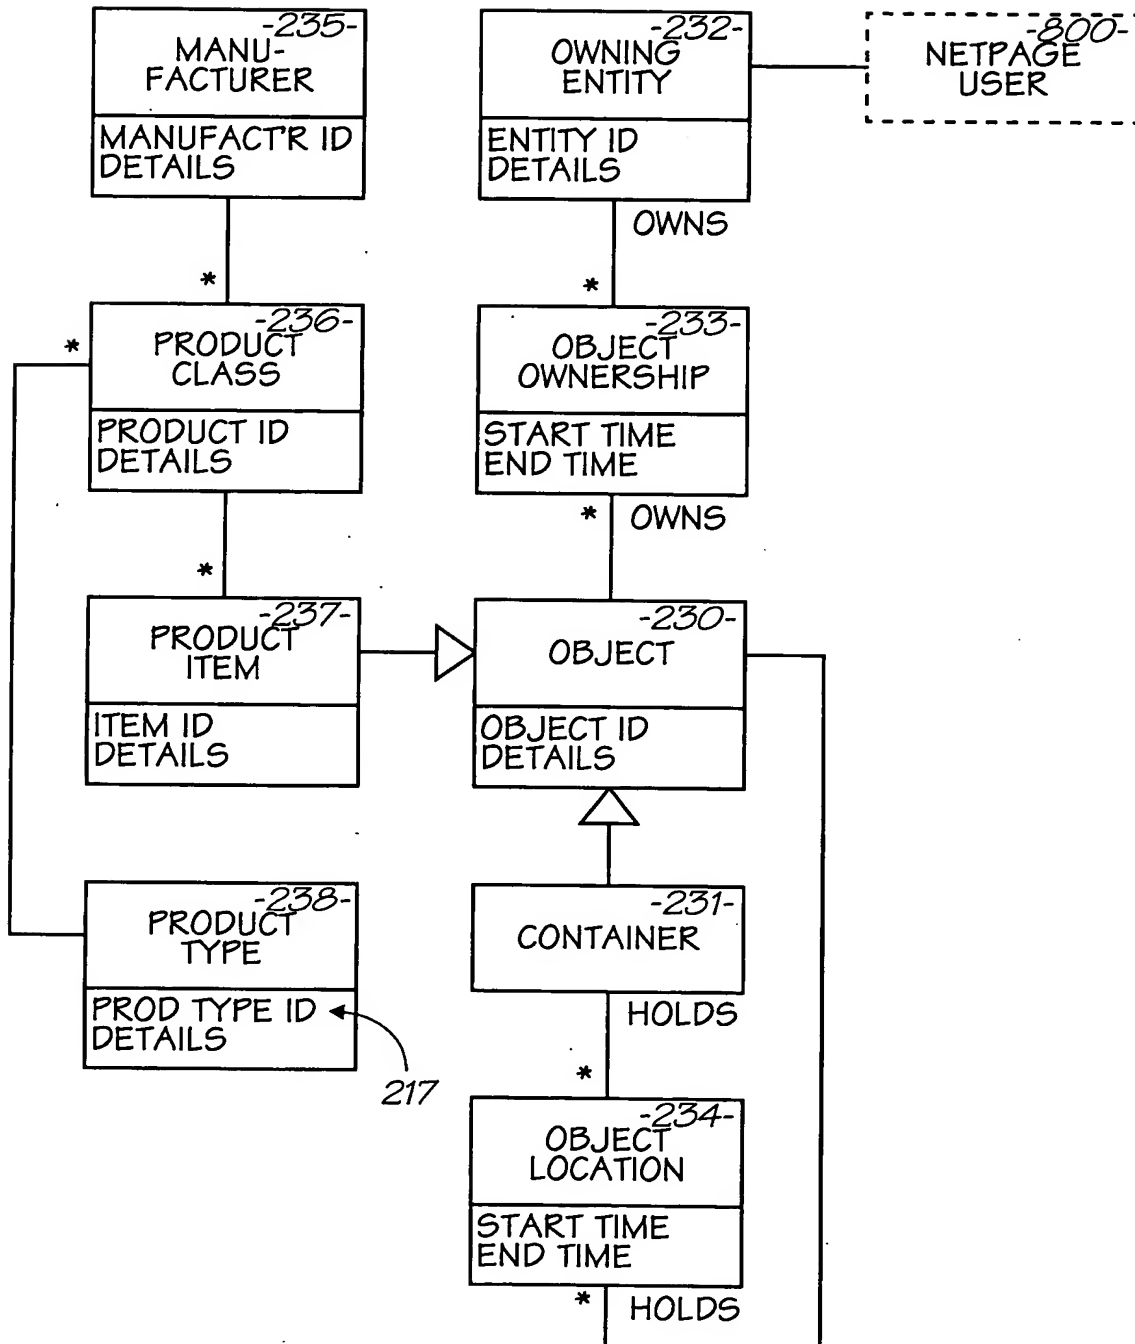 -235-
MANU-
FACTURER
MANUFACT'R ID
DETAILS
-232-
OWNING
ENTITY
ENTITY ID
DETAILS
-800-
NETPAGE
USER
OWNS
*
*
-236-
PRODUCT
CLASS
PRODUCT ID
DETAILS
*
-233-
OBJECT
OWNERSHIP
START TIME
END TIME
* OWNS
*
-237-
PRODUCT
ITEM
ITEM ID
DETAILS
-230-
OBJECT
OBJECT ID
DETAILS
-238-
PRODUCT
TYPE
PROD TYPE ID
DETAILS
217
-231-
CONTAINER
HOLDS
*
-234-
OBJECT
LOCATION
START TIME
END TIME
* HOLDS